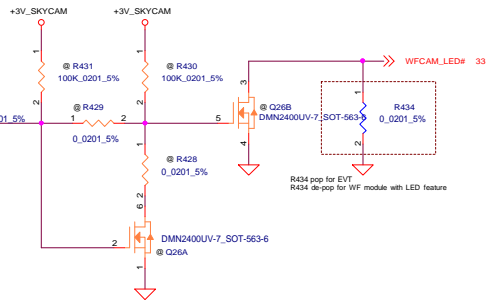 +3V_SKYCAM
+3V_SKYCAM
@ R431
100K_0201_5%
1
2
@ R430
100K_0201_5%
1
2
WFCAM_LED# 33
@ R429
1
2
0_0201_5%
01_5%
5
3
4
@ Q26B
DMN2400UV-7_SOT-563-6
1
2
R434
0_0201_5%
R434 pop for EVT
R434 de-pop for WF module with LED feature
1
2
@ R428
0_0201_5%
6
2
1
DMN2400UV-7_SOT-563-6
@ Q26A